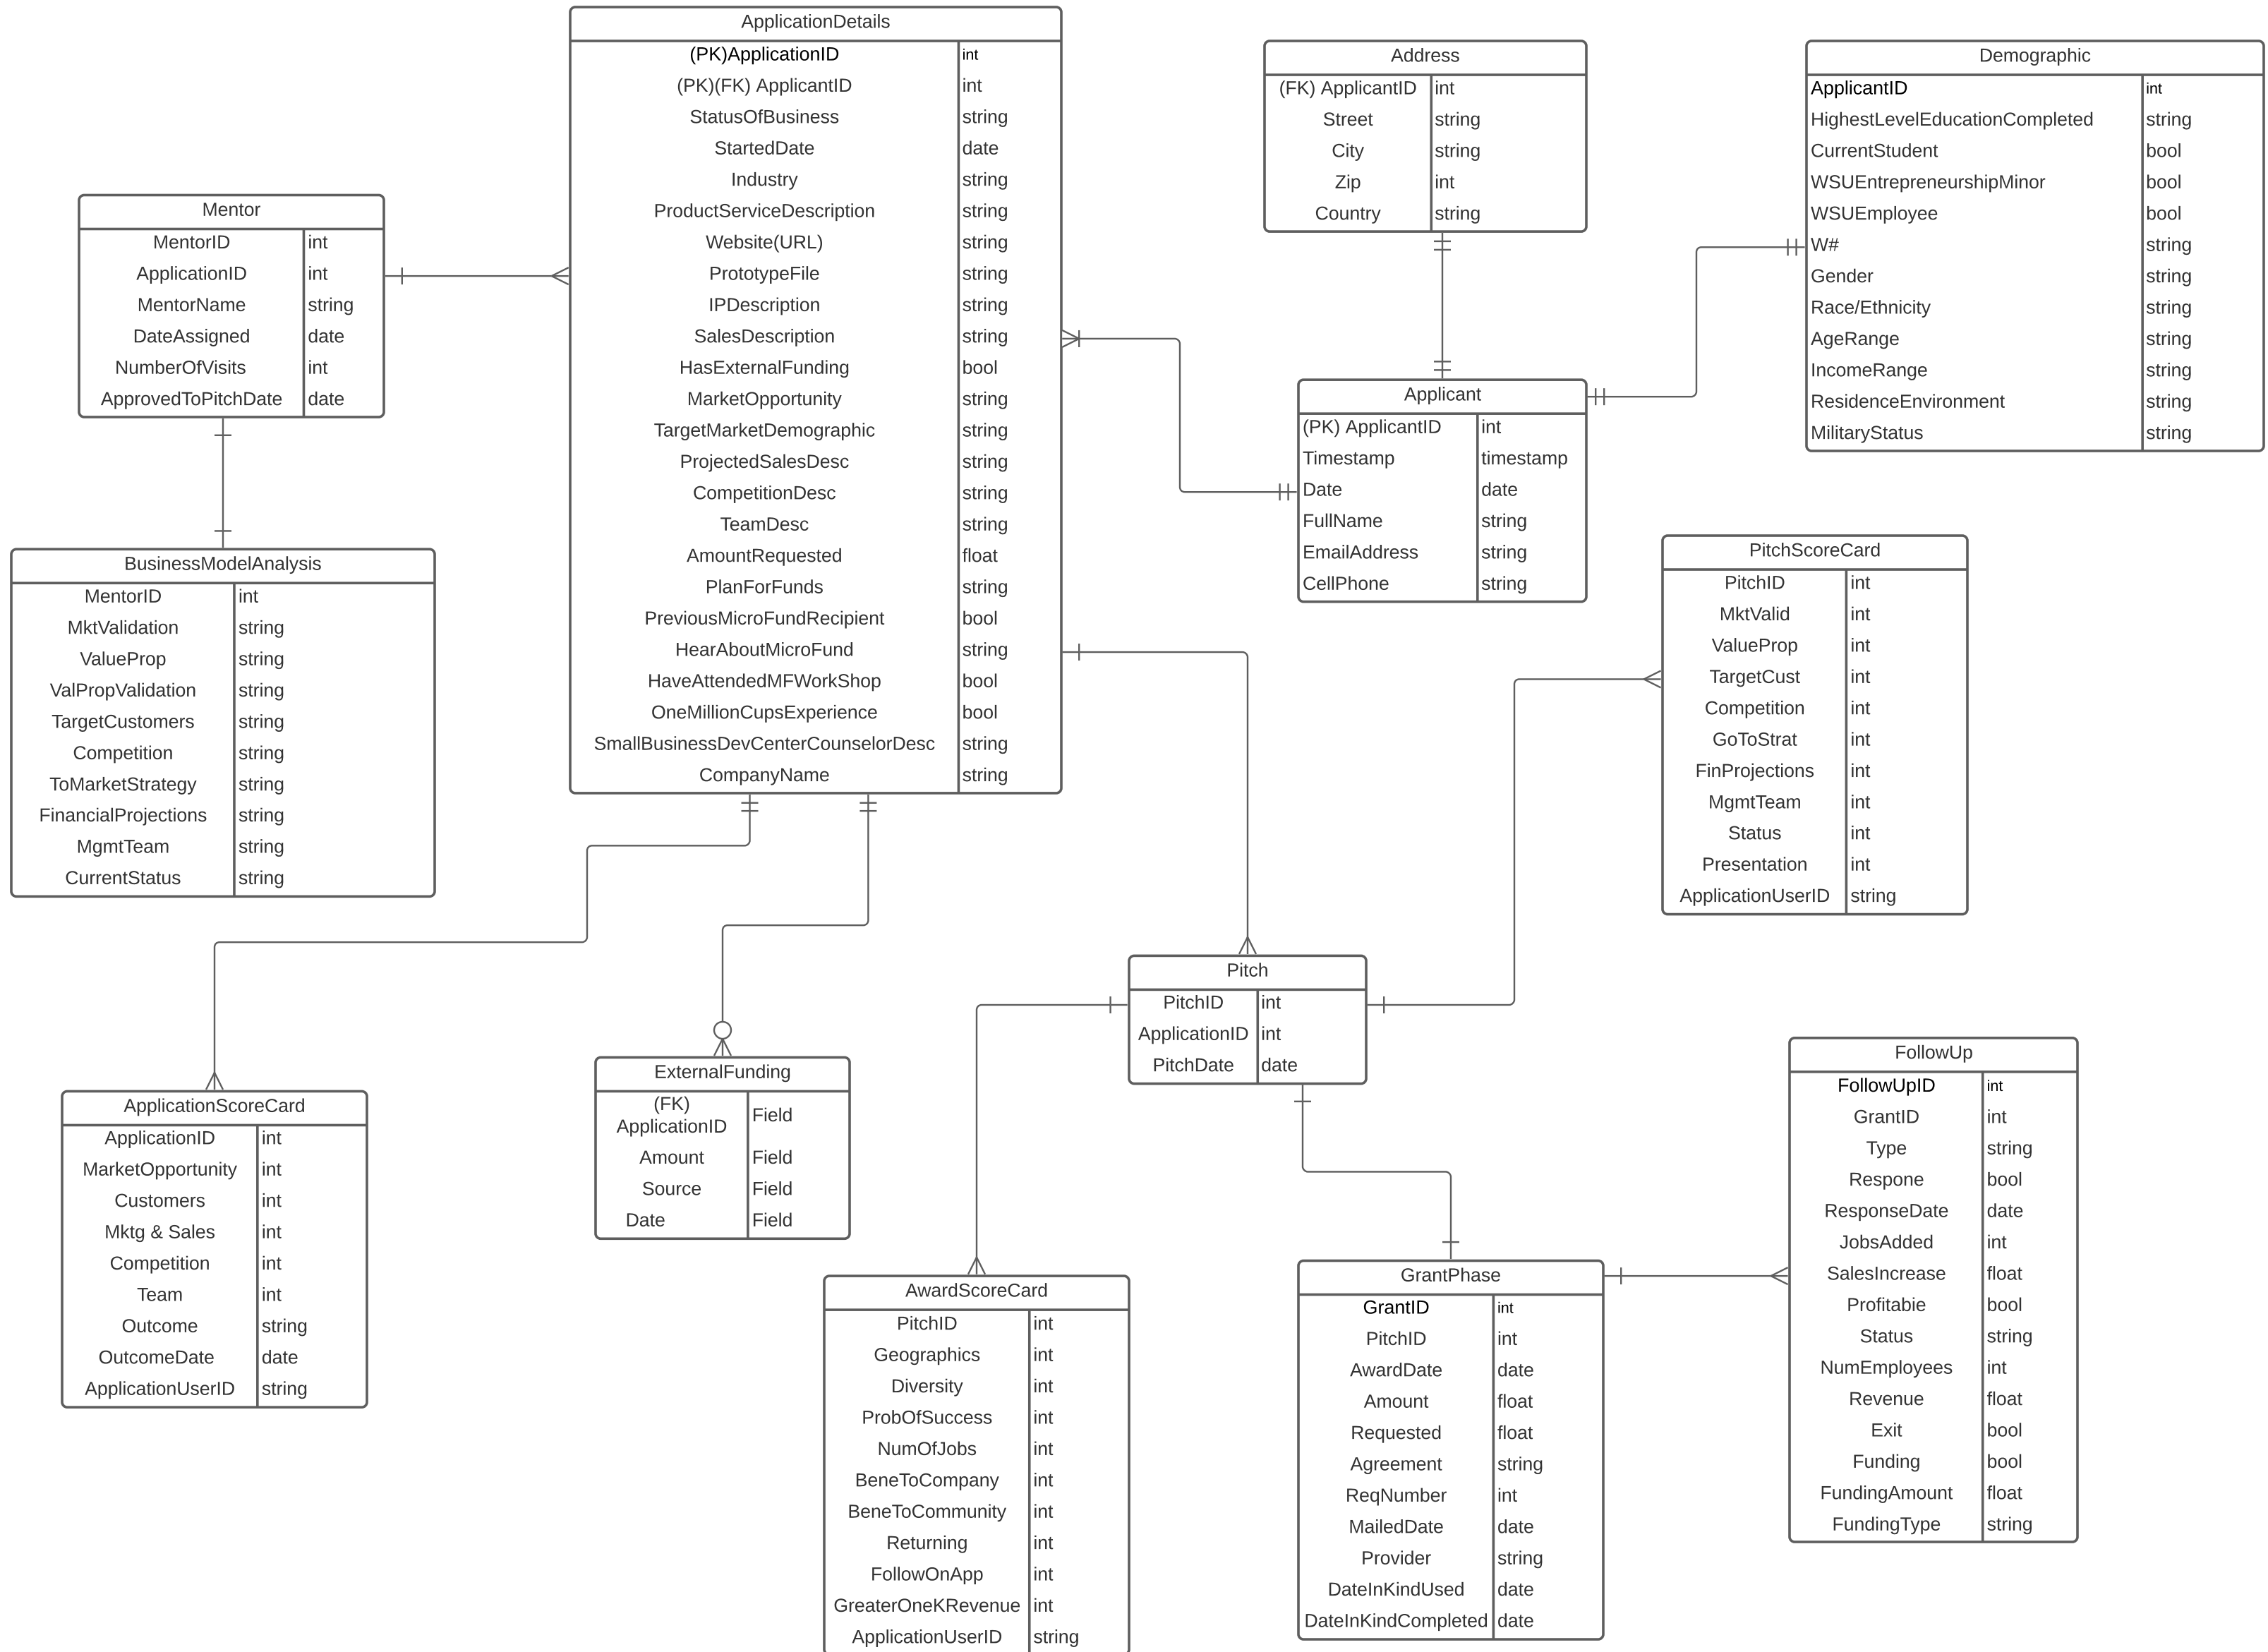 ApplicationDetails
(PK)ApplicationID int
(PK)(FK) ApplicantID int
StatusOfBusiness string
StartedDate date
Industry string
ProductServiceDescription string
Website(URL) string
PrototypeFile string
IPDescription string
SalesDescription string
HasExternalFunding bool
MarketOpportunity string
TargetMarketDemographic string
ProjectedSalesDesc string
CompetitionDesc string
TeamDesc string
AmountRequested float
PlanForFunds string
PreviousMicroFundRecipient bool
HearAboutMicroFund string
HaveAttendedMFWorkShop bool
OneMillionCupsExperience bool
SmallBusinessDevCenterCounselorDesc string
CompanyName string
Address
(FK) ApplicantID int
Street string
City string
Zip int
Country string
Demographic
ApplicantID int
HighestLevelEducationCompleted string
CurrentStudent bool
WSUEntrepreneurshipMinor bool
WSUEmployee bool
W# string
Gender string
Race/Ethnicity string
AgeRange string
IncomeRange string
ResidenceEnvironment string
MilitaryStatus string
Mentor
MentorID int
ApplicationID int
MentorName string
DateAssigned date
NumberOfVisits int
ApprovedToPitchDate date
Applicant
(PK) ApplicantID int
Timestamp timestamp
Date date
FullName string
EmailAddress string
CellPhone string
BusinessModelAnalysis
MentorID int
MktValidation string
ValueProp string
ValPropValidation string
TargetCustomers string
Competition string
ToMarketStrategy string
FinancialProjections string
MgmtTeam string
CurrentStatus string
PitchScoreCard
PitchID int
MktValid int
ValueProp int
TargetCust int
Competition int
GoToStrat int
FinProjections int
MgmtTeam int
Status int
Presentation int
ApplicationUserID string
Pitch
PitchID int
ApplicationID int
PitchDate date
ApplicationScoreCard
ApplicationID int
MarketOpportunity int
Customers int
Mktg & Sales int
Competition int
Team int
Outcome string
OutcomeDate date
ApplicationUserID string
ExternalFunding
(FK)
ApplicationID Field
Amount Field
Source Field
Date Field
FollowUp
FollowUpID int
GrantID int
Type string
Respone bool
ResponseDate date
JobsAdded int
SalesIncrease float
Profitabie bool
Status string
NumEmployees int
Revenue float
Exit bool
Funding bool
FundingAmount float
FundingType string
AwardScoreCard
PitchID int
Geographics int
Diversity int
ProbOfSuccess int
NumOfJobs int
BeneToCompany int
BeneToCommunity int
Returning int
FollowOnApp int
GreaterOneKRevenue int
ApplicationUserID string
GrantPhase
GrantID int
PitchID int
AwardDate date
Amount float
Requested float
Agreement string
ReqNumber int
MailedDate date
Provider string
DateInKindUsed date
DateInKindCompleted date